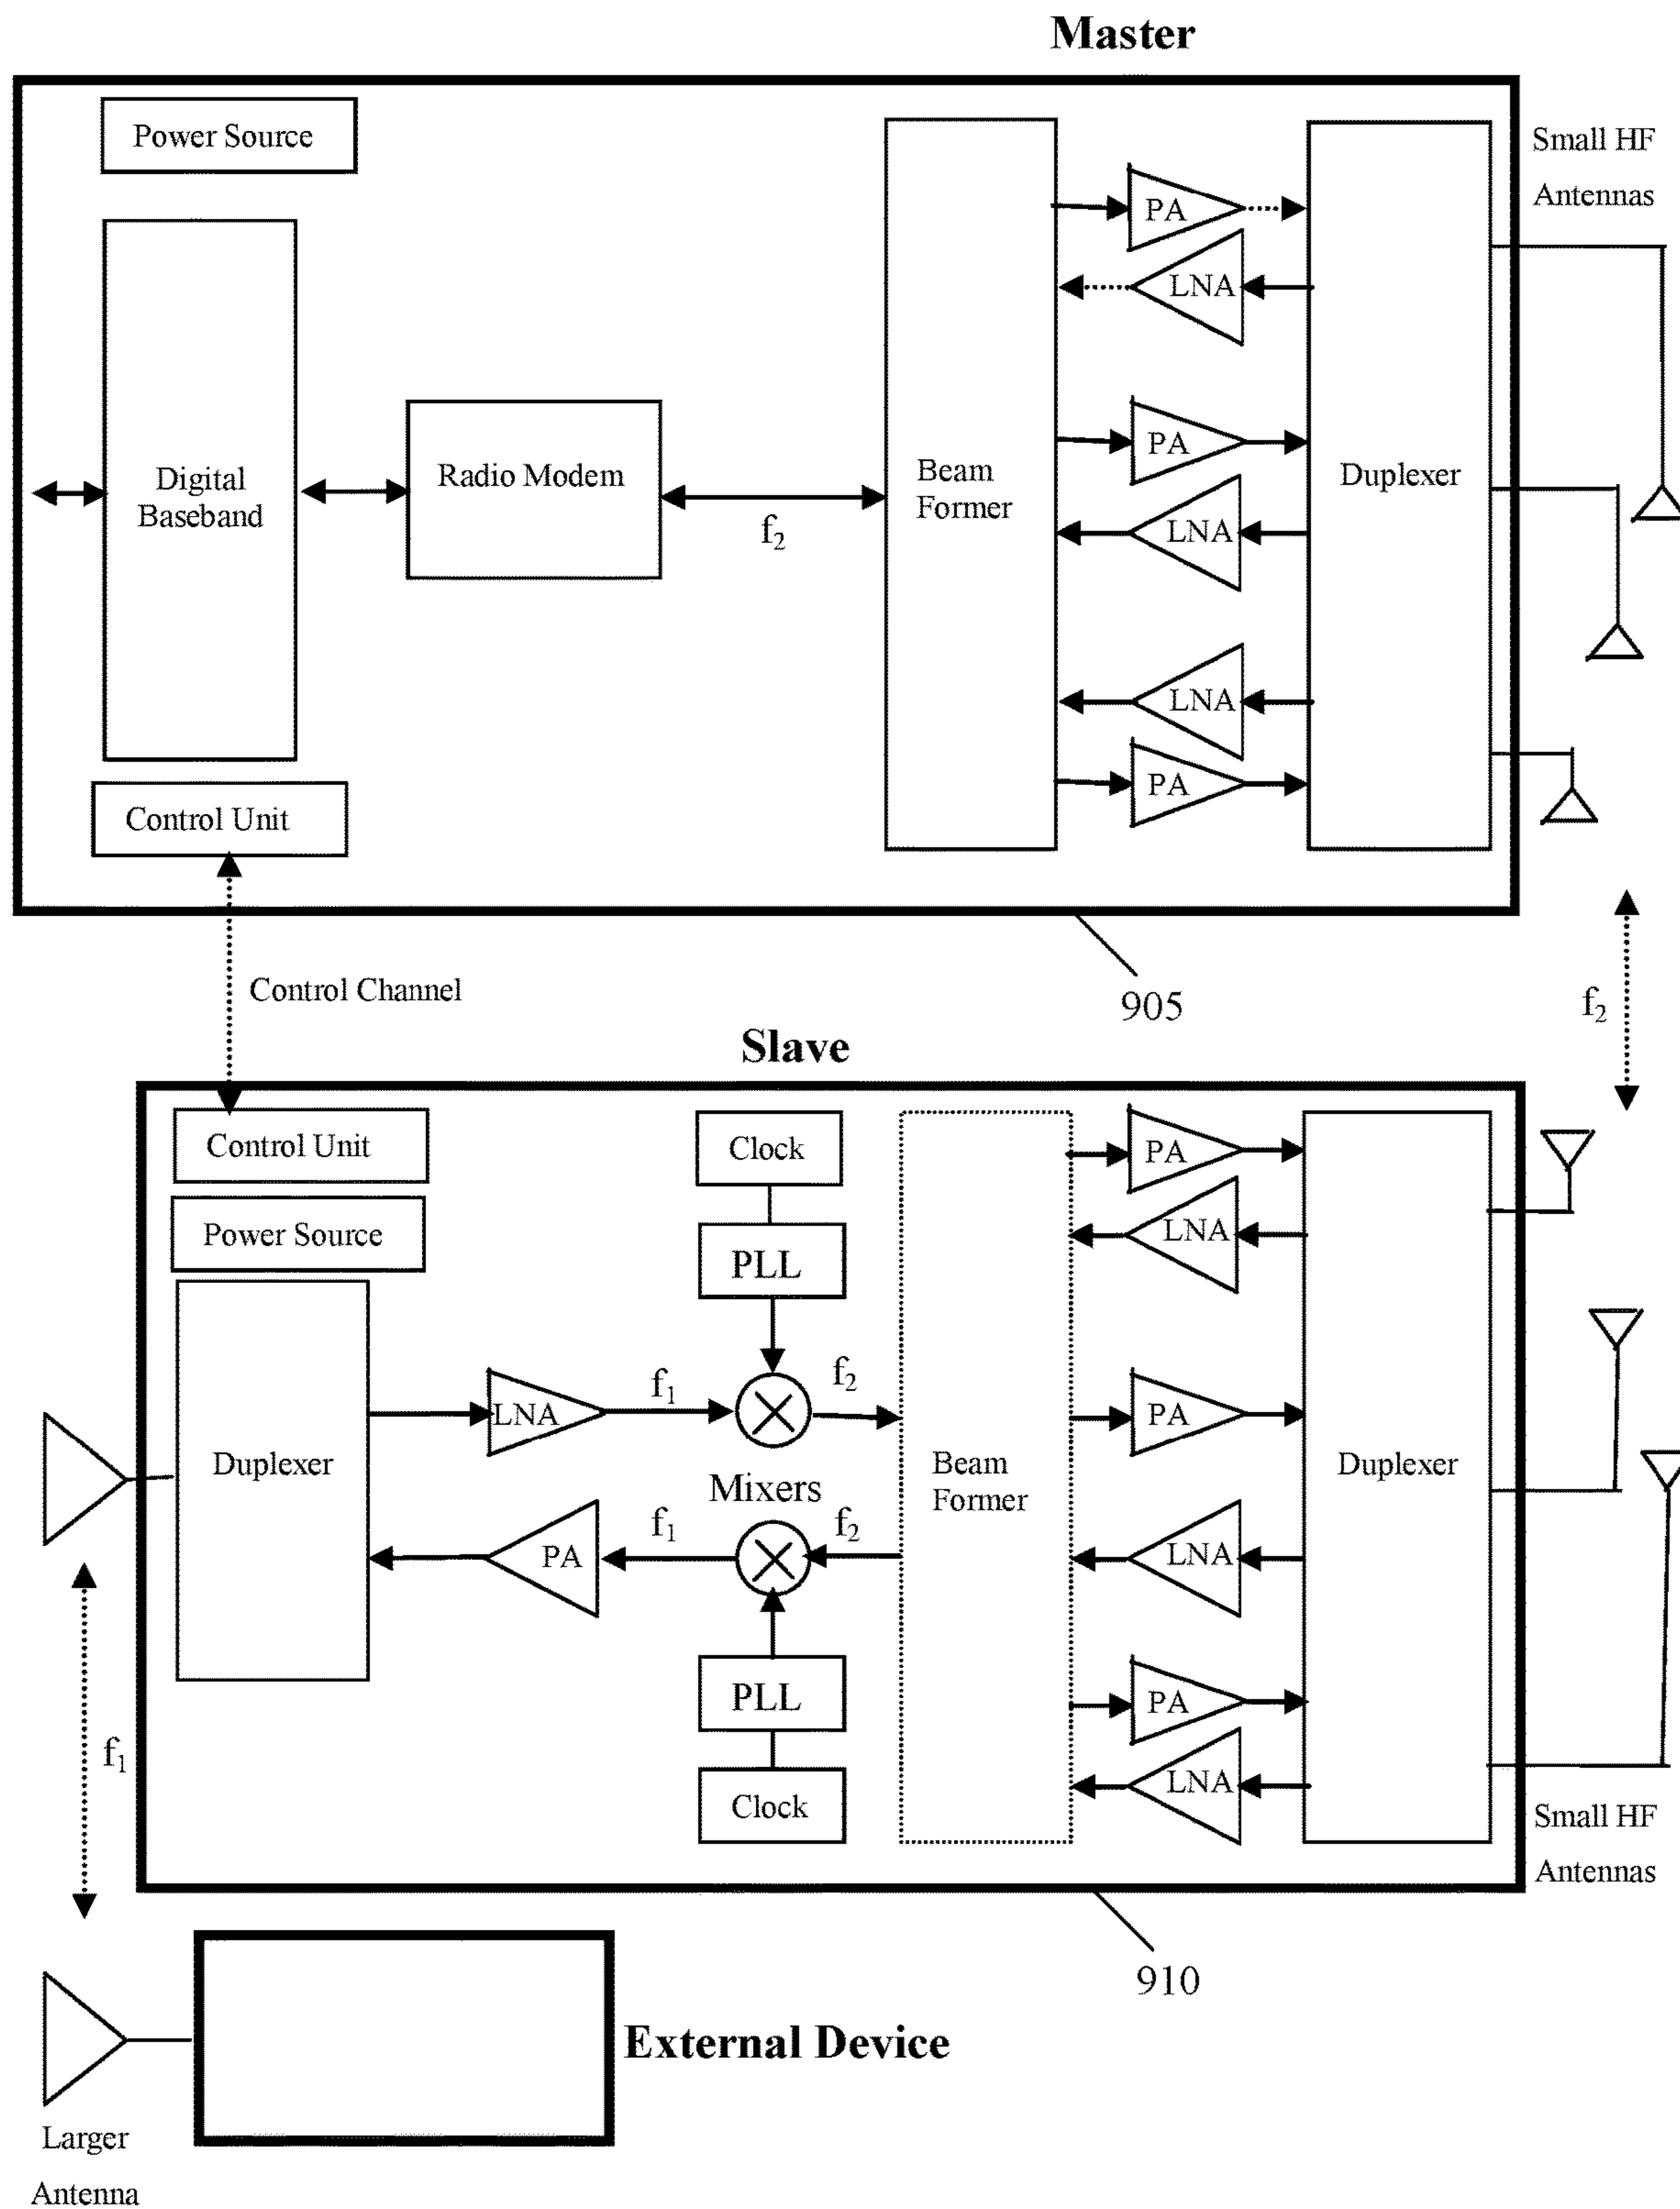 Master
Power Source
Small HF
Antennas
PA
LNA
Digital
Baseband
Radio Modem
f2
Beam
Former
PA
LNA
Duplexer
LNA
PA
Control Unit
Control Channel
905
f2
Slave
Control Unit
Power Source
Clock
PLL
PA
LNA
Duplexer
LNA
f1
f2
Mixers
PA
f1
f2
Beam
Former
PA
LNA
Duplexer
PLL
Clock
PA
LNA
f1
Small HF
Antennas
910
External Device
Larger
Antenna